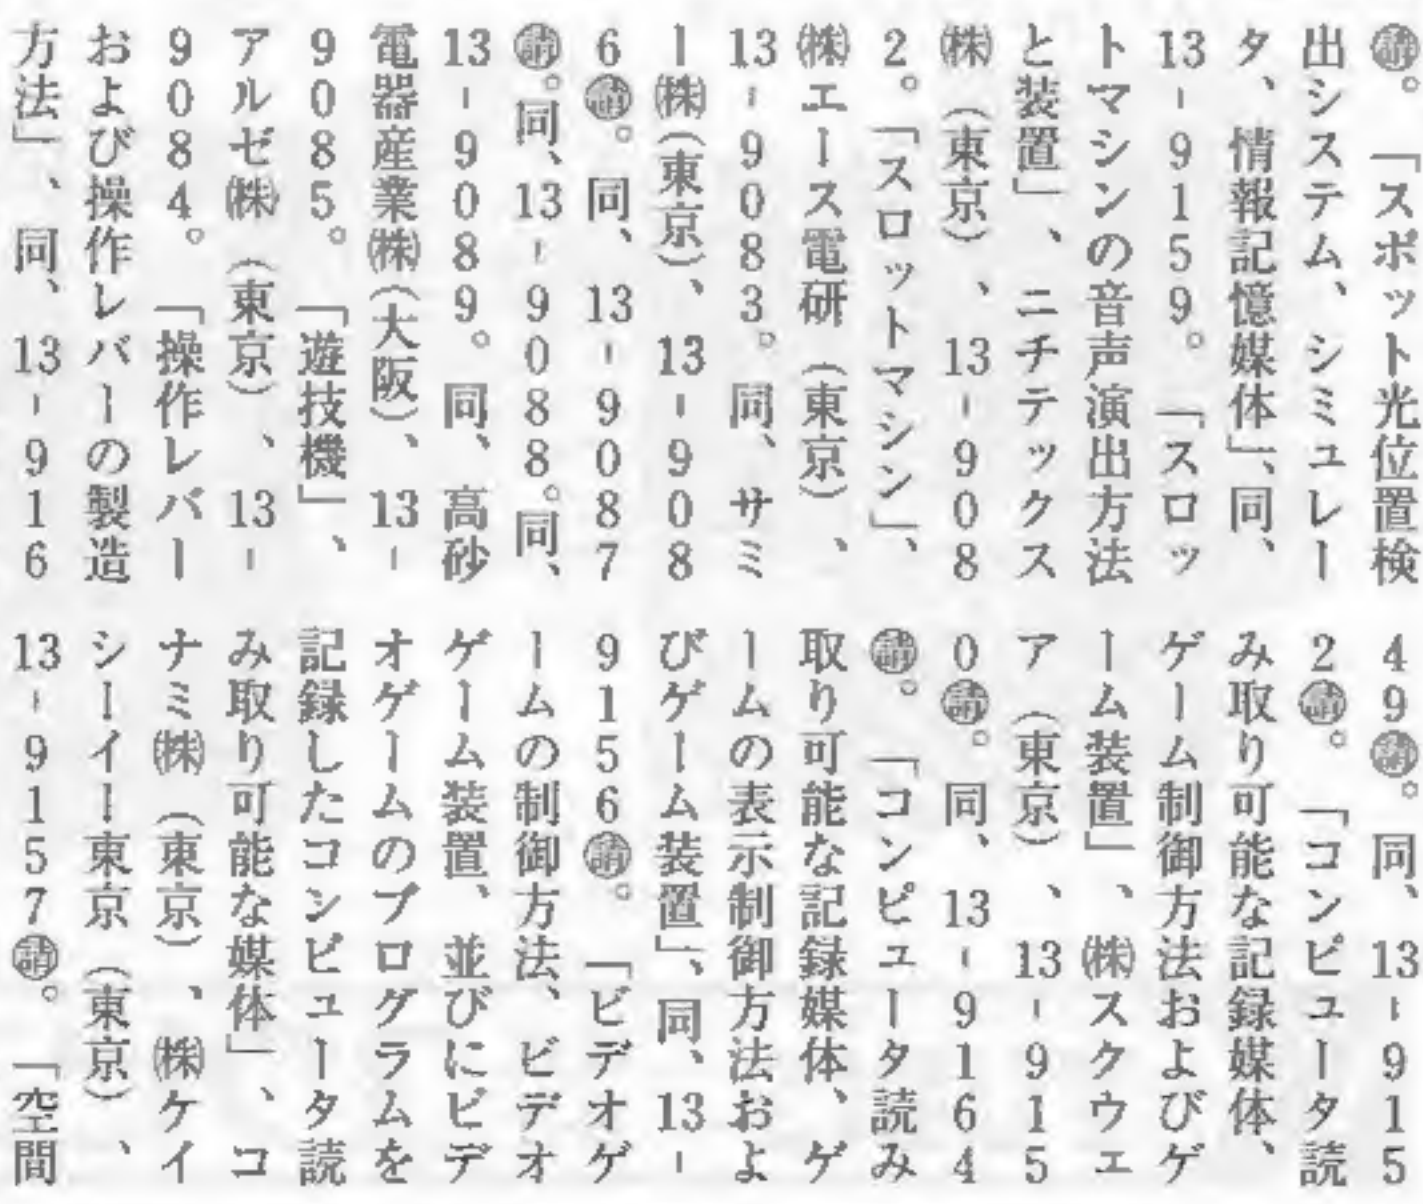 ㊙。「スポット光位置検
出システム、シミュレー
タ、情報記憶媒体」、同、
13-9159。「スロッ
トマシンの音声演出方法
と装置」、ニチテックス
㈱（東京）、13-908
2。「スロットマシン」、
㈱エース電研（東京）、
13-9083。同、サミ
ー㈱（東京）、13-908
6請。同、13-9087
請。同、13-9088。同、
13-9089。同、高砂
電器産業㈱（大阪）、13-
9085。「遊技機」、
アルゼ㈱（東京）、13-
9084。「操作レバー
および操作レバーの製造
方法」、同、13-916
49請。同、13-915
2請。「コンピュータ読
み取り可能な記録媒体、
ゲーム制御方法およびゲ
ーム装置」、㈱スクウェ
ア（東京）、13-915
0請。同、13-9164
請。「コンピュータ読み
取り可能な記録媒体、ゲ
ームの表示制御方法およ
びゲーム装置」、同、13-
9156請。「ビデオゲ
ームの制御方法、ビデオ
ゲーム装置、並びにビデ
オゲームのプログラムを
記録したコンピュータ読
み取り可能な媒体」、コ
ナミ㈱（東京）、㈱ケイ
シーイー東京（東京）、
13-9157請。「空間